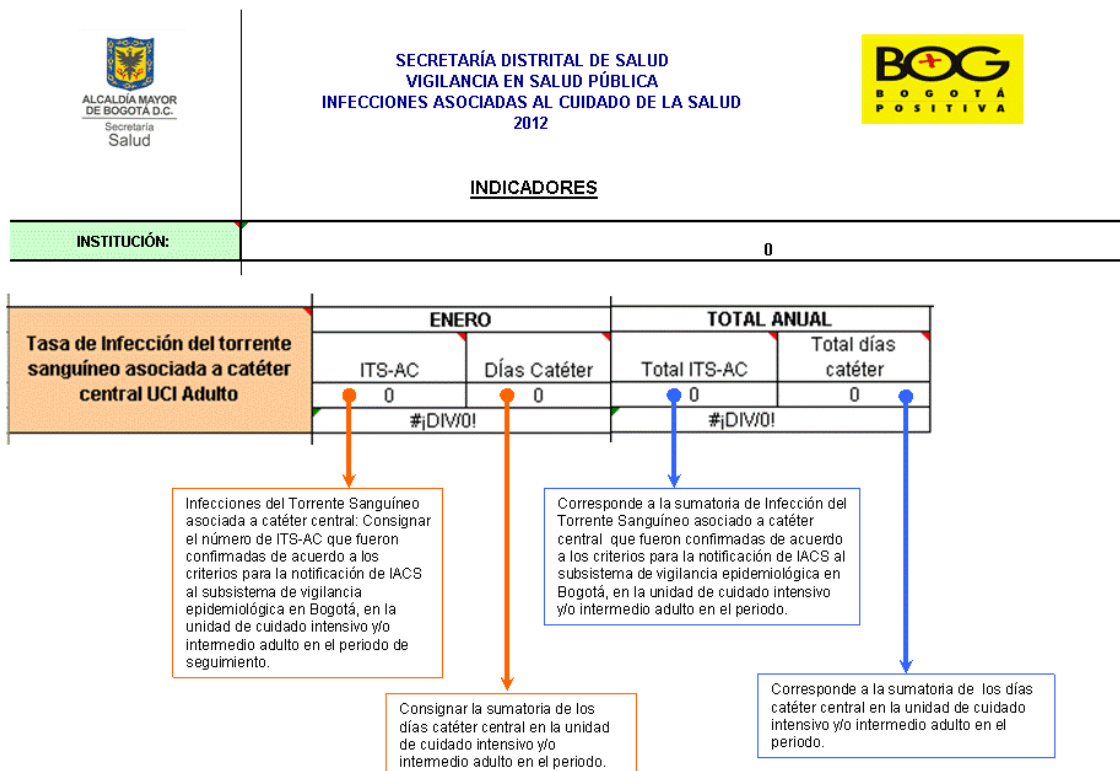 ALCALDÍA MAYOR
DE BOGOTÁ D.C.
Secretaría
Salud
SECRETARÍA DISTRITAL DE SALUD
VIGILANCIA EN SALUD PÚBLICA
INFECCIONES ASOCIADAS AL CUIDADO DE LA SALUD
2012
BOG
BOGOTÁ
POSITIVA
INDICADORES
INSTITUCIÓN:
0
Tasa de Infección del torrente
sanguíneo asociada a catéter
central UCI Adulto
ENERO
TOTAL ANUAL
ITS-AC
DÍas Catéter
Total ITS-AC
Total días
catéter
0
0
0
0
#¡DIV/0!
#¡DIV/0!
Infecciones del Torrente Sanguíneo
asociada a catéter central: Consignar
el número de ITS-AC que fueron
confirmadas de acuerdo a los
criterios para la notificación de IACS
al subsistema de vigilancia
epidemiológica en Bogotá, en la
unidad de cuidado intensivo y/o
intermedio adulto en el periodo de
seguimiento.
Corresponde a la sumatoria de Infección del
Torrente Sanguíneo asociado a catéter
central que fueron confirmadas de acuerdo
a los criterios para la notificación de IACS al
subsistema de vigilancia epidemiológica en
Bogotá, en la unidad de cuidado intensivo
y/o intermedio adulto en el periodo.
Consignar la sumatoria de los
días catéter central en la unidad
de cuidado intensivo y/o
intermedio adulto en el periodo.
Corresponde a la sumatoria de los días
catéter central en la unidad de cuidado
intensivo y/o intermedio adulto en el
periodo.